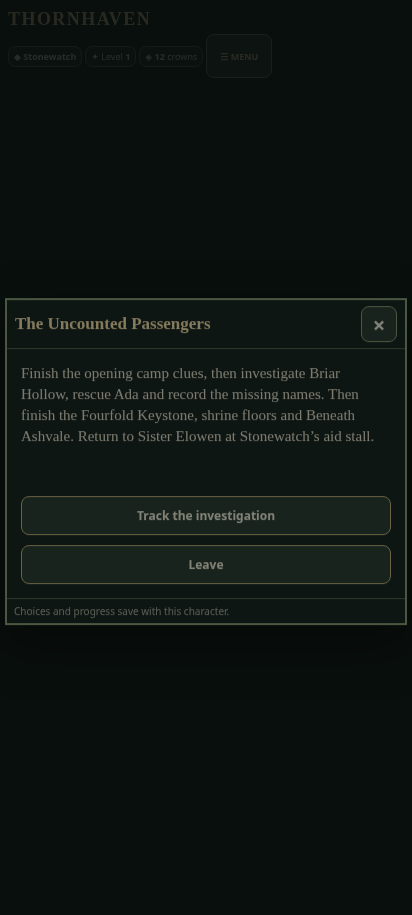 THORNHAVEN
◆ Stonewatch ✦ Level 1 ◈ 12 crowns ☰ MENU
The Uncounted Passengers ×
Finish the opening camp clues, then investigate Briar
Hollow, rescue Ada and record the missing names. Then
finish the Fourfold Keystone, shrine floors and Beneath
Ashvale. Return to Sister Elowen at Stonewatch’s aid stall.
Track the investigation
Leave
Choices and progress save with this character.